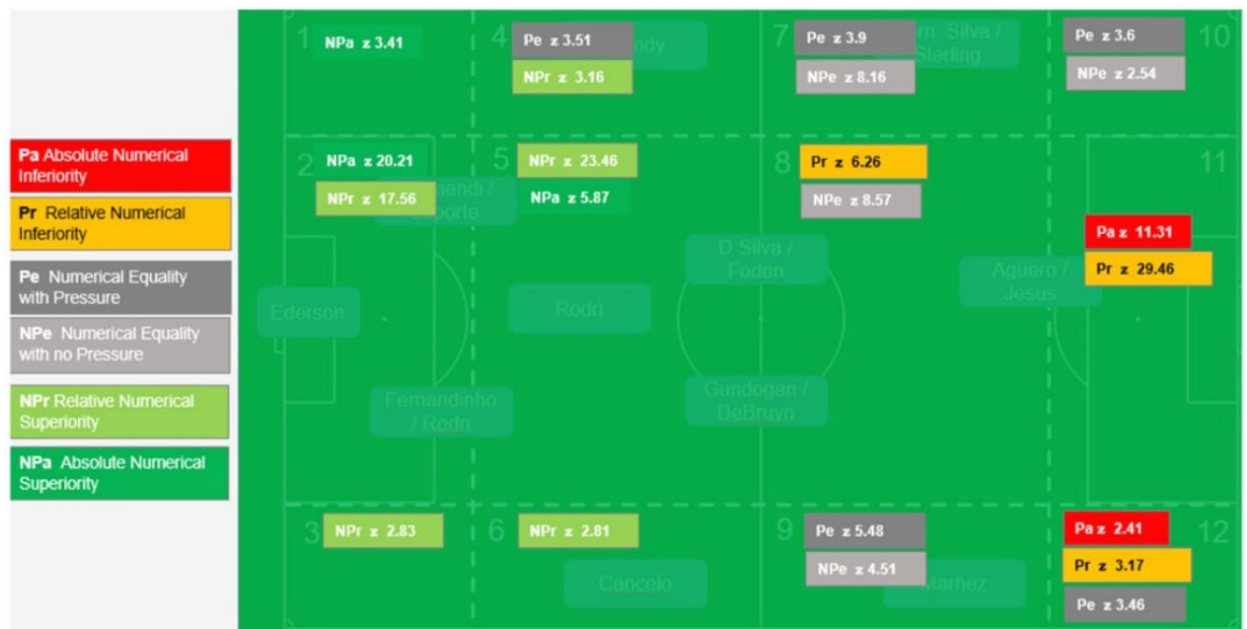 Pa Absolute Numerical
Inferiority
Pr Relative Numerical
Inferiority
Pe Numerical Equality
with Pressure
NPe Numerical Equality
with no Pressure
NPr Relative Numerical
Superiority
NPa Absolute Numerical
Superiority
1
NPa z 3.41
4
Pe z 3.51
NPr z 3.16
7
Pe z 3.9
Silva /
Sterling
NPe z 8.16
Pe z 3.6
10
NPe z 2.54
2
NPa z 20.21
NPr z 17.56
5
NPr z 23.46
NPa z 5.87
8
Pr z 6.26
NPe z 8.57
11
Pa z 11.31
Pr z 29.46
Ederson
Rodri
D Silva /
Foden
Aguero /
Jesus
Fernandinho
/ Rodri
Gundogan /
DeBruyn
3
NPr z 2.83
6
NPr z 2.81
Cancelo
9
Pe z 5.48
NPe z 4.51
Marhez
Pa z 2.41
12
Pr z 3.17
Pe z 3.46